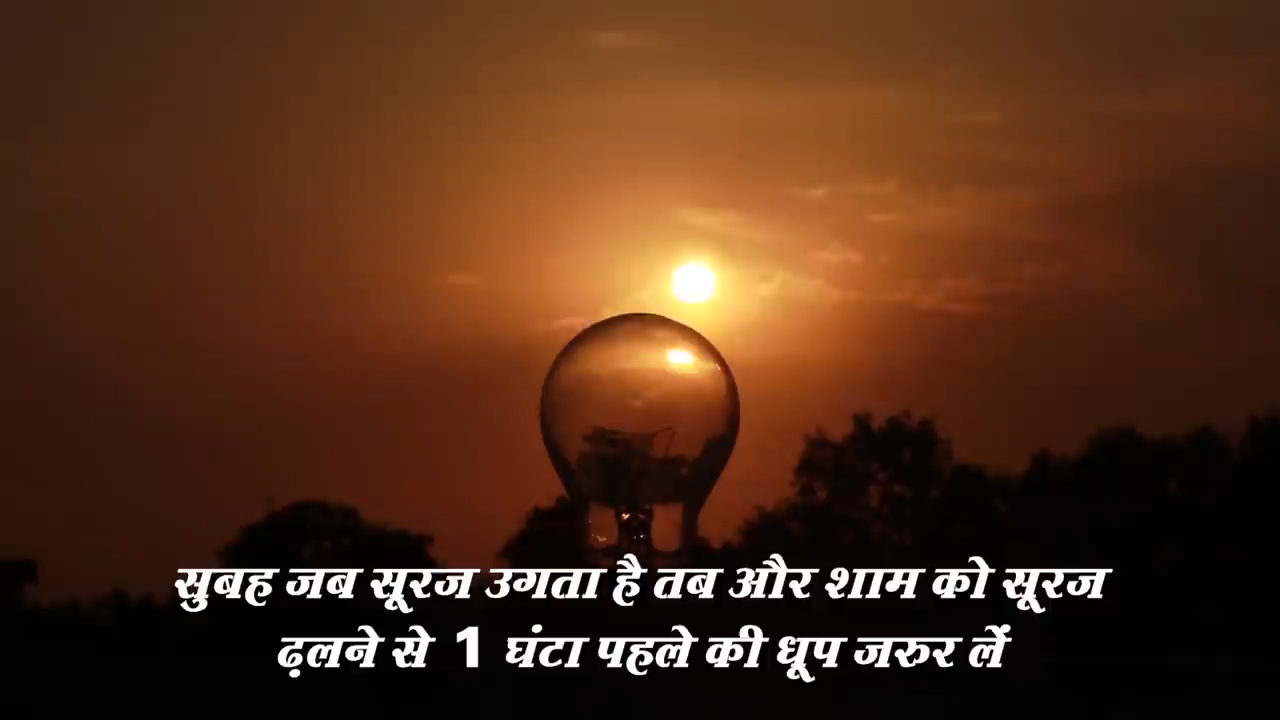 सुबह जब सूरज उगता है तब और शाम को सूरज
ढ़लने से 1 घंटा पहले की धूप जरुर लें